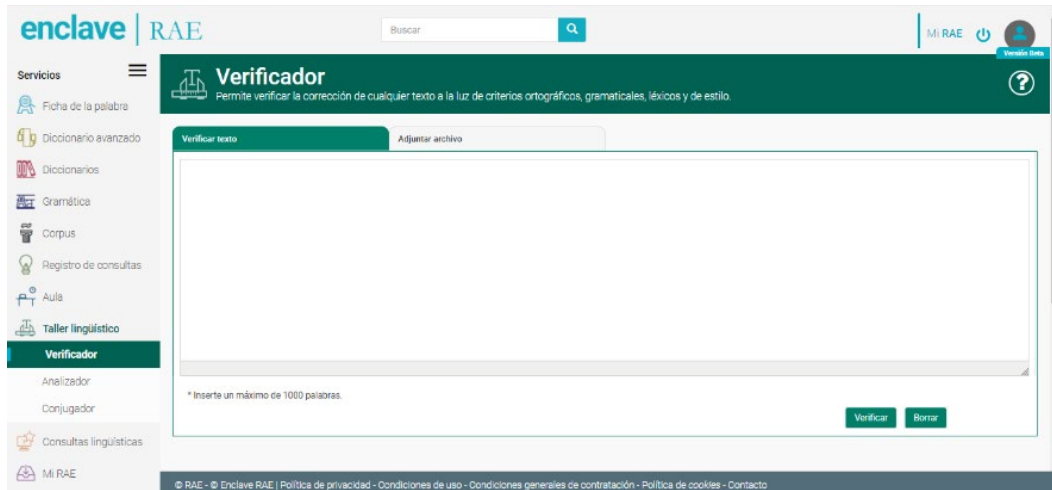 enclave | RAE
Buscar
Mi RAE
Versión Beta
Servicios
Ficha de la palabra
Diccionario avanzado
Diccionarios
Gramática
Corpus
Registro de consultas
Aula
Taller lingüístico
Verificador
Analizador
Conjugador
Consultas lingüísticas
Mi RAE
Verificador
Permite verificar la corrección de cualquier texto a la luz de criterios ortográficos, gramaticales, léxicos y de estilo.
?
Verificar texto
Adjuntar archivo
* Inserte un máximo de 1000 palabras.
Verificar
Borrar
© RAE - © Enclave RAE | Política de privacidad - Condiciones de uso - Condiciones generales de contratación - Política de cookies - Contacto